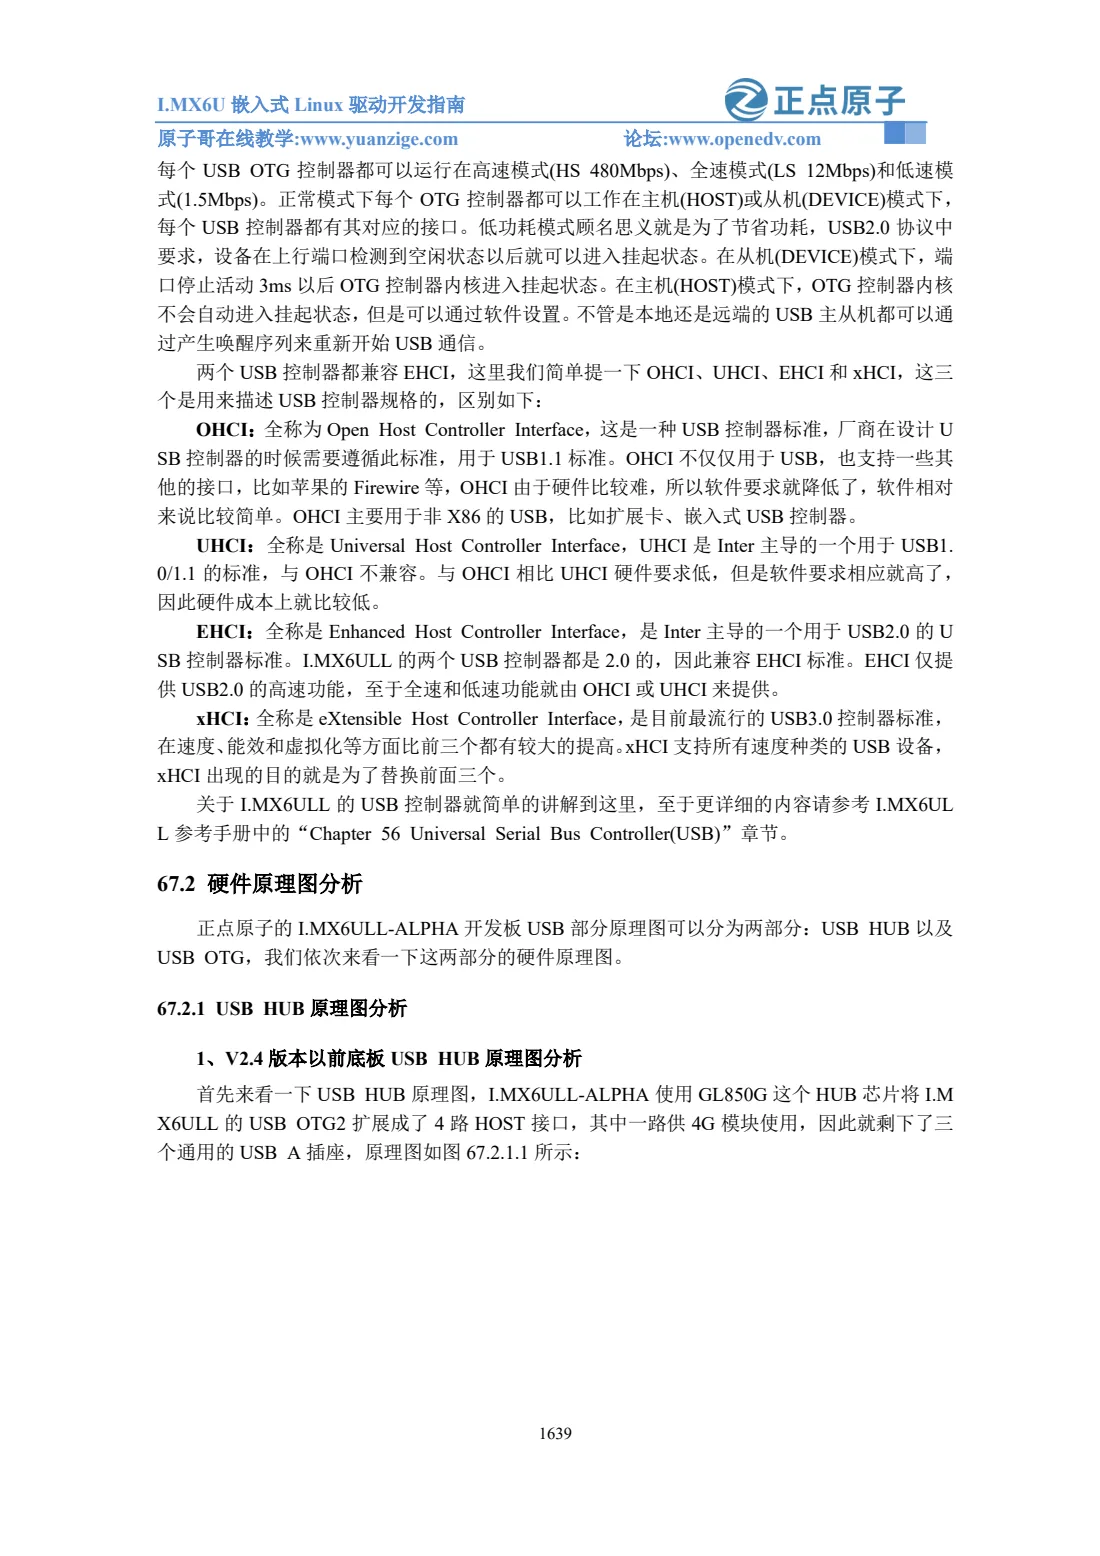 I.MX6U 嵌入式 Linux 驱动开发指南
正点原子
原子哥在线教学:www.yuanzige.com 论坛:www.openedv.com
每个 USB OTG 控制器都可以运行在高速模式(HS 480Mbps)、全速模式(LS 12Mbps)和低速模
式(1.5Mbps)。正常模式下每个 OTG 控制器都可以工作在主机(HOST)或从机(DEVICE)模式下，
每个 USB 控制器都有其对应的接口。低功耗模式顾名思义就是为了节省功耗，USB2.0 协议中
要求，设备在上行端口检测到空闲状态以后就可以进入挂起状态。在从机(DEVICE)模式下，端
口停止活动 3ms 以后 OTG 控制器内核进入挂起状态。在主机(HOST)模式下，OTG 控制器内核
不会自动进入挂起状态，但是可以通过软件设置。不管是本地还是远端的 USB 主从机都可以通
过产生唤醒序列来重新开始 USB 通信。
两个 USB 控制器都兼容 EHCI，这里我们简单提一下 OHCI、UHCI、EHCI 和 xHCI，这三
个是用来描述 USB 控制器规格的，区别如下：
OHCI：全称为 Open Host Controller Interface，这是一种 USB 控制器标准，厂商在设计 U
SB 控制器的时候需要遵循此标准，用于 USB1.1 标准。OHCI 不仅仅用于 USB，也支持一些其
他的接口，比如苹果的 Firewire 等，OHCI 由于硬件比较难，所以软件要求就降低了，软件相对
来说比较简单。OHCI 主要用于非 X86 的 USB，比如扩展卡、嵌入式 USB 控制器。
UHCI：全称是 Universal Host Controller Interface，UHCI 是 Inter 主导的一个用于 USB1.
0/1.1 的标准，与 OHCI 不兼容。与 OHCI 相比 UHCI 硬件要求低，但是软件要求相应就高了，
因此硬件成本上就比较低。
EHCI：全称是 Enhanced Host Controller Interface，是 Inter 主导的一个用于 USB2.0 的 U
SB 控制器标准。I.MX6ULL 的两个 USB 控制器都是 2.0 的，因此兼容 EHCI 标准。EHCI 仅提
供 USB2.0 的高速功能，至于全速和低速功能就由 OHCI 或 UHCI 来提供。
xHCI：全称是 eXtensible Host Controller Interface，是目前最流行的 USB3.0 控制器标准，
在速度、能效和虚拟化等方面比前三个都有较大的提高。xHCI 支持所有速度种类的 USB 设备，
xHCI 出现的目的就是为了替换前面三个。
关于 I.MX6ULL 的 USB 控制器就简单的讲解到这里，至于更详细的内容请参考 I.MX6UL
L 参考手册中的“Chapter 56 Universal Serial Bus Controller(USB)”章节。
67.2 硬件原理图分析
正点原子的 I.MX6ULL-ALPHA 开发板 USB 部分原理图可以分为两部分：USB HUB 以及
USB OTG，我们依次来看一下这两部分的硬件原理图。
67.2.1 USB HUB 原理图分析
1、V2.4 版本以前底板 USB HUB 原理图分析
首先来看一下 USB HUB 原理图，I.MX6ULL-ALPHA 使用 GL850G 这个 HUB 芯片将 I.M
X6ULL 的 USB OTG2 扩展成了 4 路 HOST 接口，其中一路供 4G 模块使用，因此就剩下了三
个通用的 USB A 插座，原理图如图 67.2.1.1 所示：
1639